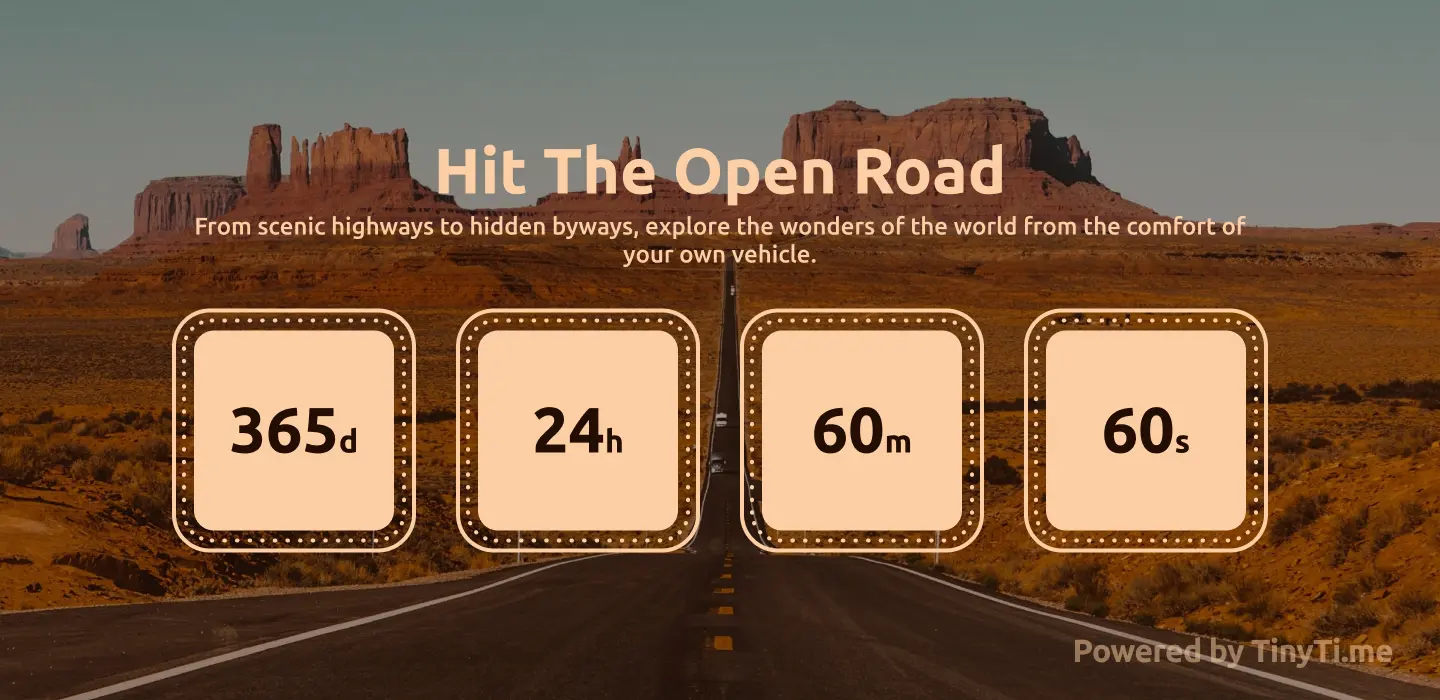 Hit The Open Road
From scenic highways to hidden byways, explore the wonders of the world from the comfort of
your own vehicle.
365d 24h 60m 60s
Powered by TinyTi.me